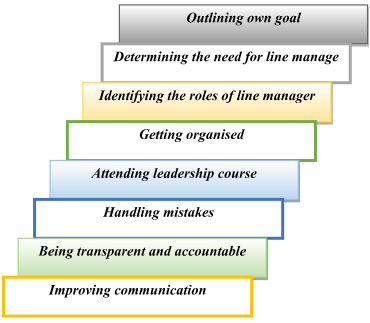 Outlining own goal
Determining the need for line manage
Identifying the roles of line manager
Getting organised
Attending leadership course
Handling mistakes
Being transparent and accountable
Improving communication